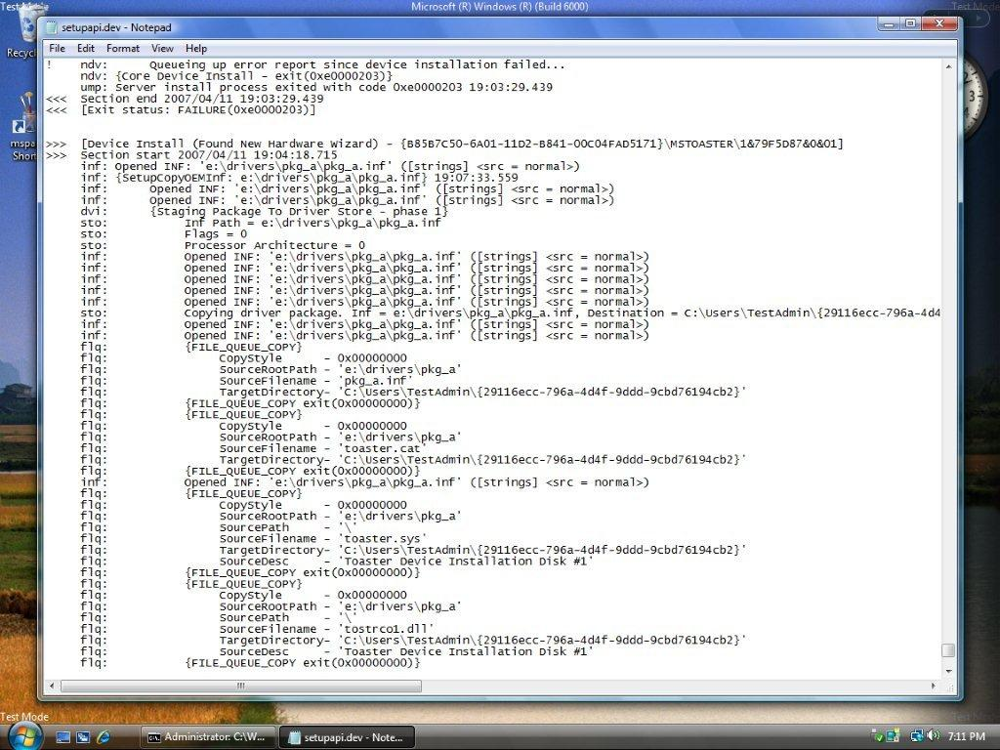 Test Mode
Microsoft (R) Windows (R) (Build 6000)
Test Mode
setupapi.dev - Notepad
File Edit Format View Help
! ndv: Queueing up error report since device installation failed...
ndv: {Core Device Install - exit(0xe0000203)}
ump: Server install process exited with code 0xe0000203 19:03:29.439
<<< Section end 2007/04/11 19:03:29.439
<<< [Exit status: FAILURE(0xe0000203)]
>>> [Device Install (Found New Hardware Wizard) - {B85B7C50-6A01-11D2-B841-00C04FAD5171}\MSTOASTER\1&79F5D87&0&01]
>>> Section start 2007/04/11 19:04:18.715
inf: Opened INF: 'e:\drivers\pkg_a\pkg_a.inf' ([strings] <src = normal>)
inf: {SetupCopyOEMInf: e:\drivers\pkg_a\pkg_a.inf} 19:07:33.559
inf: Opened INF: 'e:\drivers\pkg_a\pkg_a.inf' ([strings] <src = normal>)
inf: Opened INF: 'e:\drivers\pkg_a\pkg_a.inf' ([strings] <src = normal>)
dvi: {Staging Package To Driver Store - phase 1}
sto: Inf Path = e:\drivers\pkg_a\pkg_a.inf
sto: Flags = 0
sto: Processor Architecture = 0
inf: Opened INF: 'e:\drivers\pkg_a\pkg_a.inf' ([strings] <src = normal>)
inf: Opened INF: 'e:\drivers\pkg_a\pkg_a.inf' ([strings] <src = normal>)
inf: Opened INF: 'e:\drivers\pkg_a\pkg_a.inf' ([strings] <src = normal>)
inf: Opened INF: 'e:\drivers\pkg_a\pkg_a.inf' ([strings] <src = normal>)
inf: Opened INF: 'e:\drivers\pkg_a\pkg_a.inf' ([strings] <src = normal>)
sto: Copying driver package. Inf = e:\drivers\pkg_a\pkg_a.inf, Destination = C:\Users\TestAdmin\{29116ecc-796a-4d4
inf: Opened INF: 'e:\drivers\pkg_a\pkg_a.inf' ([strings] <src = normal>)
inf: Opened INF: 'e:\drivers\pkg_a\pkg_a.inf' ([strings] <src = normal>)
flq: {FILE_QUEUE_COPY}
flq: CopyStyle - 0x00000000
flq: SourceRootPath - 'e:\drivers\pkg_a'
flq: SourceFilename - 'pkg_a.inf'
flq: TargetDirectory- 'C:\Users\TestAdmin\{29116ecc-796a-4d4f-9ddd-9cbd76194cb2}'
flq: {FILE_QUEUE_COPY exit(0x00000000)}
flq: {FILE_QUEUE_COPY}
flq: CopyStyle - 0x00000000
flq: SourceRootPath - 'e:\drivers\pkg_a'
flq: SourceFilename - 'toaster.cat'
flq: TargetDirectory- 'C:\Users\TestAdmin\{29116ecc-796a-4d4f-9ddd-9cbd76194cb2}'
flq: {FILE_QUEUE_COPY exit(0x00000000)}
inf: Opened INF: 'e:\drivers\pkg_a\pkg_a.inf' ([strings] <src = normal>)
flq: {FILE_QUEUE_COPY}
flq: CopyStyle - 0x00000000
flq: SourceRootPath - 'e:\drivers\pkg_a'
flq: SourcePath - '\'
flq: SourceFilename - 'toaster.sys'
flq: TargetDirectory- 'C:\Users\TestAdmin\{29116ecc-796a-4d4f-9ddd-9cbd76194cb2}'
flq: SourceDesc - 'Toaster Device Installation Disk #1'
flq: {FILE_QUEUE_COPY exit(0x00000000)}
flq: {FILE_QUEUE_COPY}
flq: CopyStyle - 0x00000000
flq: SourceRootPath - 'e:\drivers\pkg_a'
flq: SourcePath - '\'
flq: SourceFilename - 'tostrco1.dll'
flq: TargetDirectory- 'C:\Users\TestAdmin\{29116ecc-796a-4d4f-9ddd-9cbd76194cb2}'
flq: SourceDesc - 'Toaster Device Installation Disk #1'
flq: {FILE_QUEUE_COPY exit(0x00000000)}
Recyc
mspa
Short
Test Mode
Administrator: C:\W...
setupapi.dev - Note...
7:11 PM